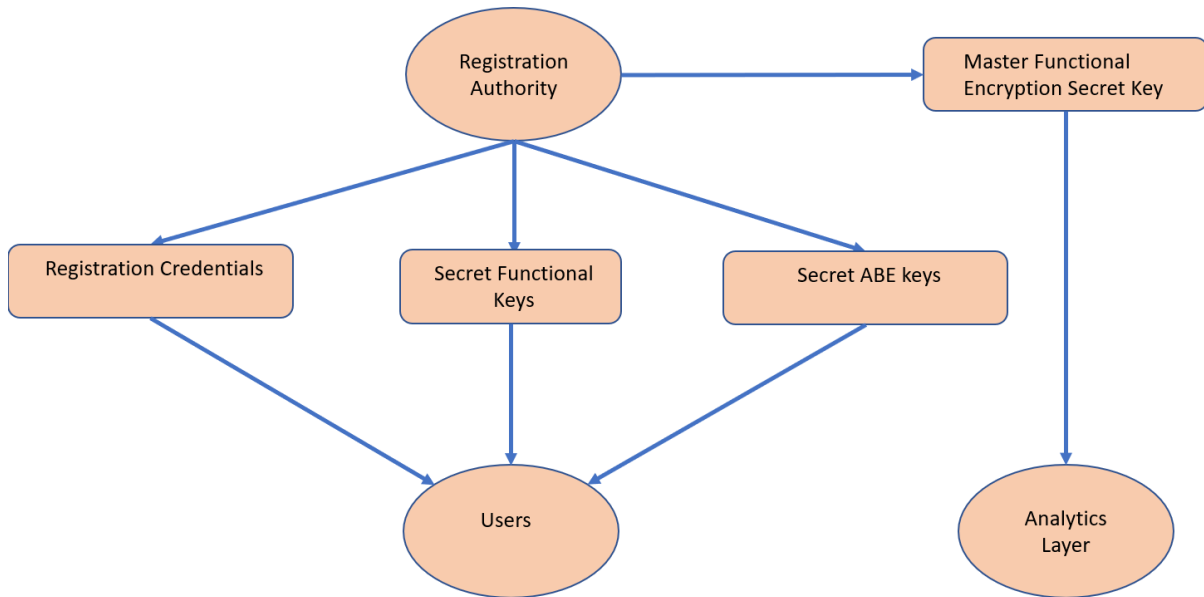 Registration
Authority
Master Functional
Encryption Secret Key
Registration Credentials
Secret Functional
Keys
Secret ABE keys
Users
Analytics
Layer